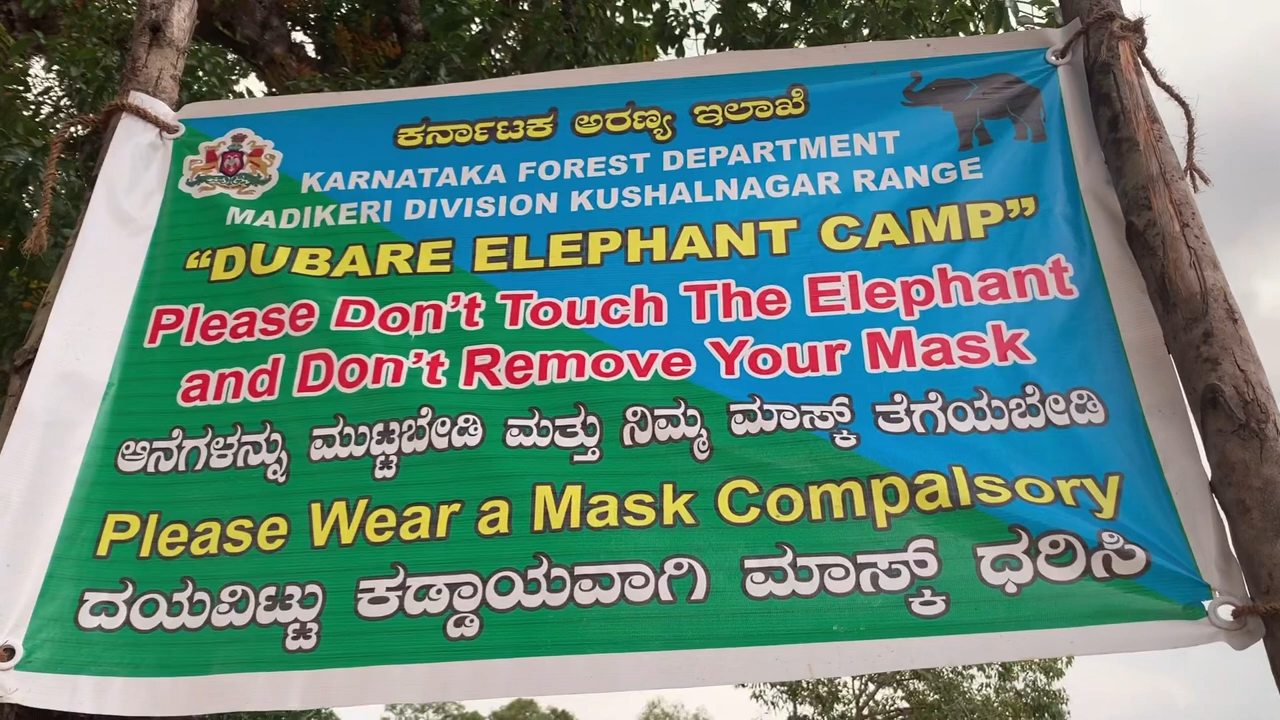 ಕರ್ನಾಟಕ ಅರಣ್ಯ ಇಲಾಖೆ
KARNATAKA FOREST DEPARTMENT
MADIKERI DIVISION KUSHALNAGAR RANGE
“DUBARE ELEPHANT CAMP”
Please Don’t Touch The Elephant
and Don’t Remove Your Mask
ಆನೆಗಳನ್ನು ಮುಟ್ಟಬೇಡಿ ಮತ್ತು ನಿಮ್ಮ ಮಾಸ್ಕ್ ತೆಗೆಯಬೇಡಿ
Please Wear a Mask Compalsory
ದಯವಿಟ್ಟು ಕಡ್ಡಾಯವಾಗಿ ಮಾಸ್ಕ್ ಧರಿಸಿ